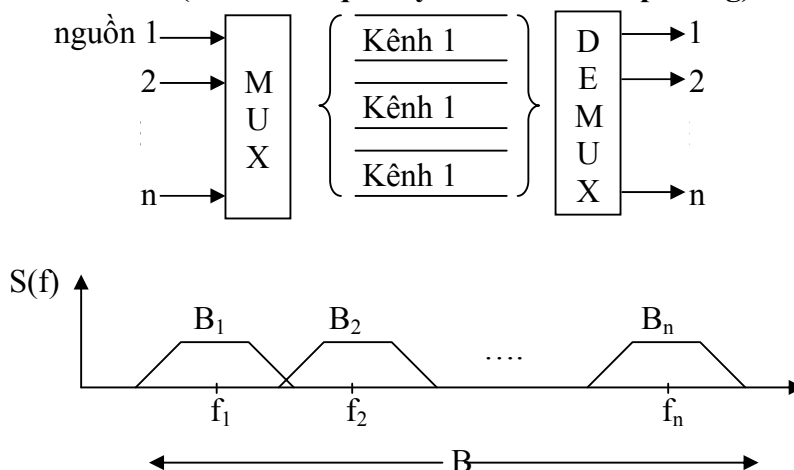 nguồn 1
2
n
M
U
X
Kênh 1
Kênh 1
Kênh 1
D
E
M
U
X
1
2
n
S(f)
B₁
B₂
....
Bₙ
f₁
f₂
fₙ
B